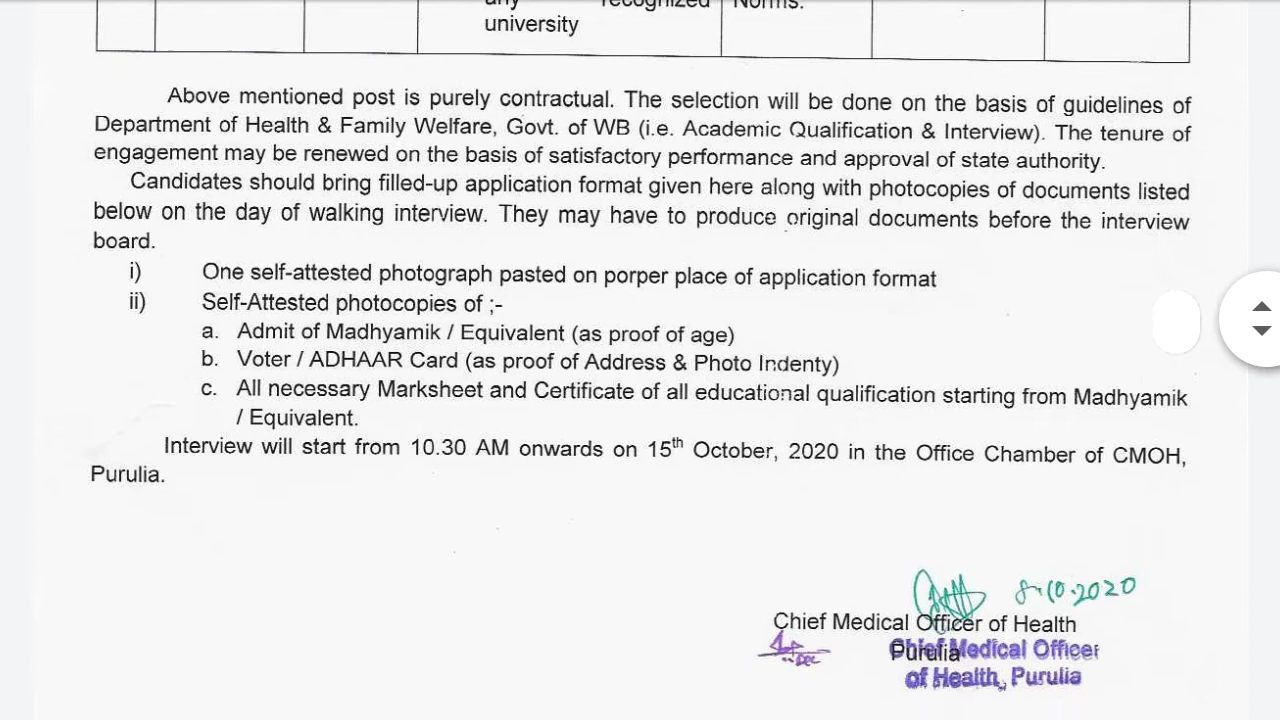 any recognized Norms.
university
Above mentioned post is purely contractual. The selection will be done on the basis of guidelines of
Department of Health & Family Welfare, Govt. of WB (i.e. Academic Qualification & Interview). The tenure of
engagement may be renewed on the basis of satisfactory performance and approval of state authority.
Candidates should bring filled-up application format given here along with photocopies of documents listed
below on the day of walking interview. They may have to produce original documents before the interview
board.
i) One self-attested photograph pasted on porper place of application format
ii) Self-Attested photocopies of ;-
a. Admit of Madhyamik / Equivalent (as proof of age)
b. Voter / ADHAAR Card (as proof of Address & Photo Indenty)
c. All necessary Marksheet and Certificate of all educational qualification starting from Madhyamik
/ Equivalent.
Interview will start from 10.30 AM onwards on 15th October, 2020 in the Office Chamber of CMOH,
Purulia.
8.10.2020
Chief Medical Officer of Health
Purulia
Chief Medical Officer
of Health, Purulia